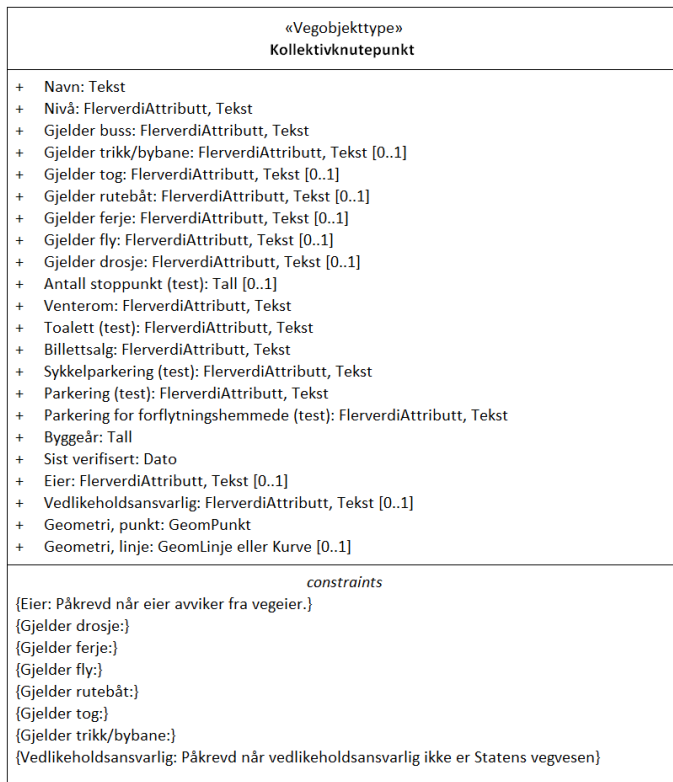 «Vegobjekttype»
Kollektivknutepunkt
+ Navn: Tekst
+ Nivå: FlerverdiAttributt, Tekst
+ Gjelder buss: FlerverdiAttributt, Tekst
+ Gjelder trikk/bybane: FlerverdiAttributt, Tekst [0..1]
+ Gjelder tog: FlerverdiAttributt, Tekst [0..1]
+ Gjelder rutebåt: FlerverdiAttributt, Tekst [0..1]
+ Gjelder ferje: FlerverdiAttributt, Tekst [0..1]
+ Gjelder fly: FlerverdiAttributt, Tekst [0..1]
+ Gjelder drosje: FlerverdiAttributt, Tekst [0..1]
+ Antall stoppunkt (test): Tall [0..1]
+ Venterom: FlerverdiAttributt, Tekst
+ Toalett (test): FlerverdiAttributt, Tekst
+ Billettsalg: FlerverdiAttributt, Tekst
+ Sykkelparkering (test): FlerverdiAttributt, Tekst
+ Parkering (test): FlerverdiAttributt, Tekst
+ Parkering for forflytningshemmede (test): FlerverdiAttributt, Tekst
+ Byggeår: Tall
+ Sist verifisert: Dato
+ Eier: FlerverdiAttributt, Tekst [0..1]
+ Vedlikeholdsansvarlig: FlerverdiAttributt, Tekst [0..1]
+ Geometri, punkt: GeomPunkt
+ Geometri, linje: GeomLinje eller Kurve [0..1]
constraints
{Eier: Påkrevd når eier avviker fra vegeier.}
{Gjelder drosje:}
{Gjelder ferje:}
{Gjelder fly:}
{Gjelder rutebåt:}
{Gjelder tog:}
{Gjelder trikk/bybane:}
{Vedlikeholdsansvarlig: Påkrevd når vedlikeholdsansvarlig ikke er Statens vegvesen}